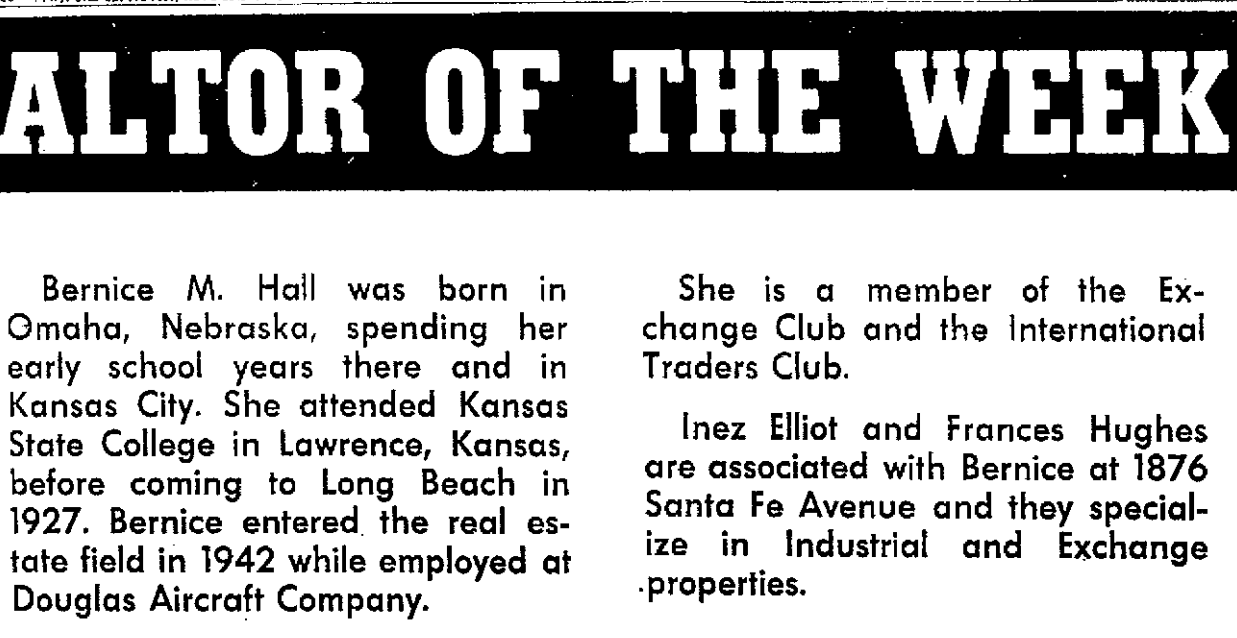 ALTOR OF THE WEEK
Bernice M. Hall was born in
Omaha, Nebraska, spending her
early school years there and in
Kansas City. She attended Kansas
State College in Lawrence, Kansas,
before coming to Long Beach in
1927. Bernice entered the real es-
tate field in 1942 while employed at
Douglas Aircraft Company.
She is a member of the Ex-
change Club and the International
Traders Club.
Inez Elliot and Frances Hughes
are associated with Bernice at 1876
Santa Fe Avenue and they special-
ize in Industrial and Exchange
properties.